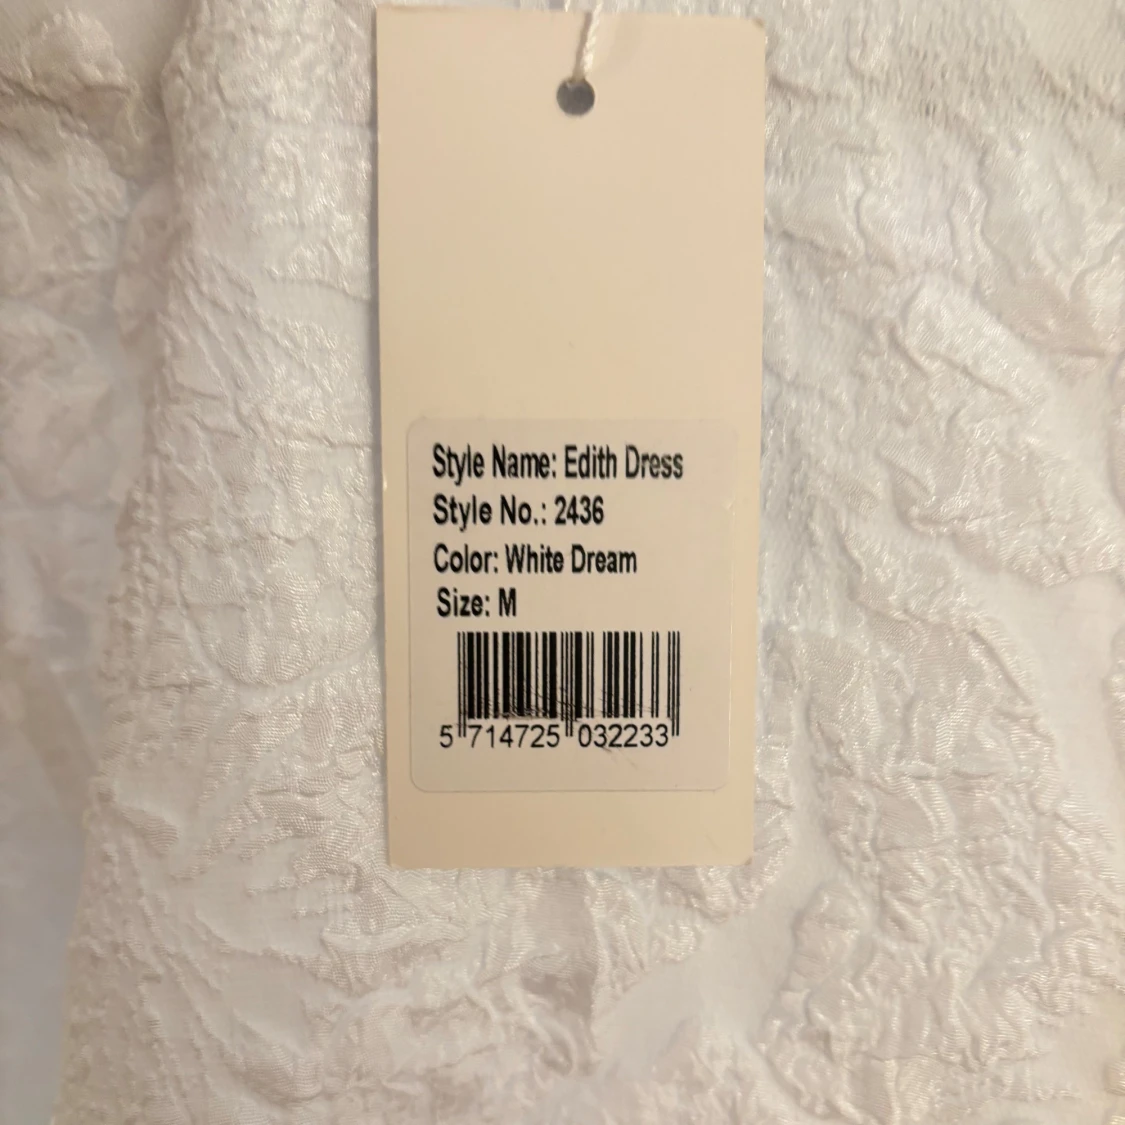 Style Name: Edith Dress
Style No.: 2436
Color: White Dream
Size: M
5 714725 032233